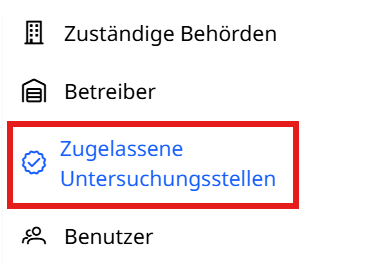 Zuständige Behörden
Betreiber
Zugelassene
Untersuchungsstellen
Benutzer